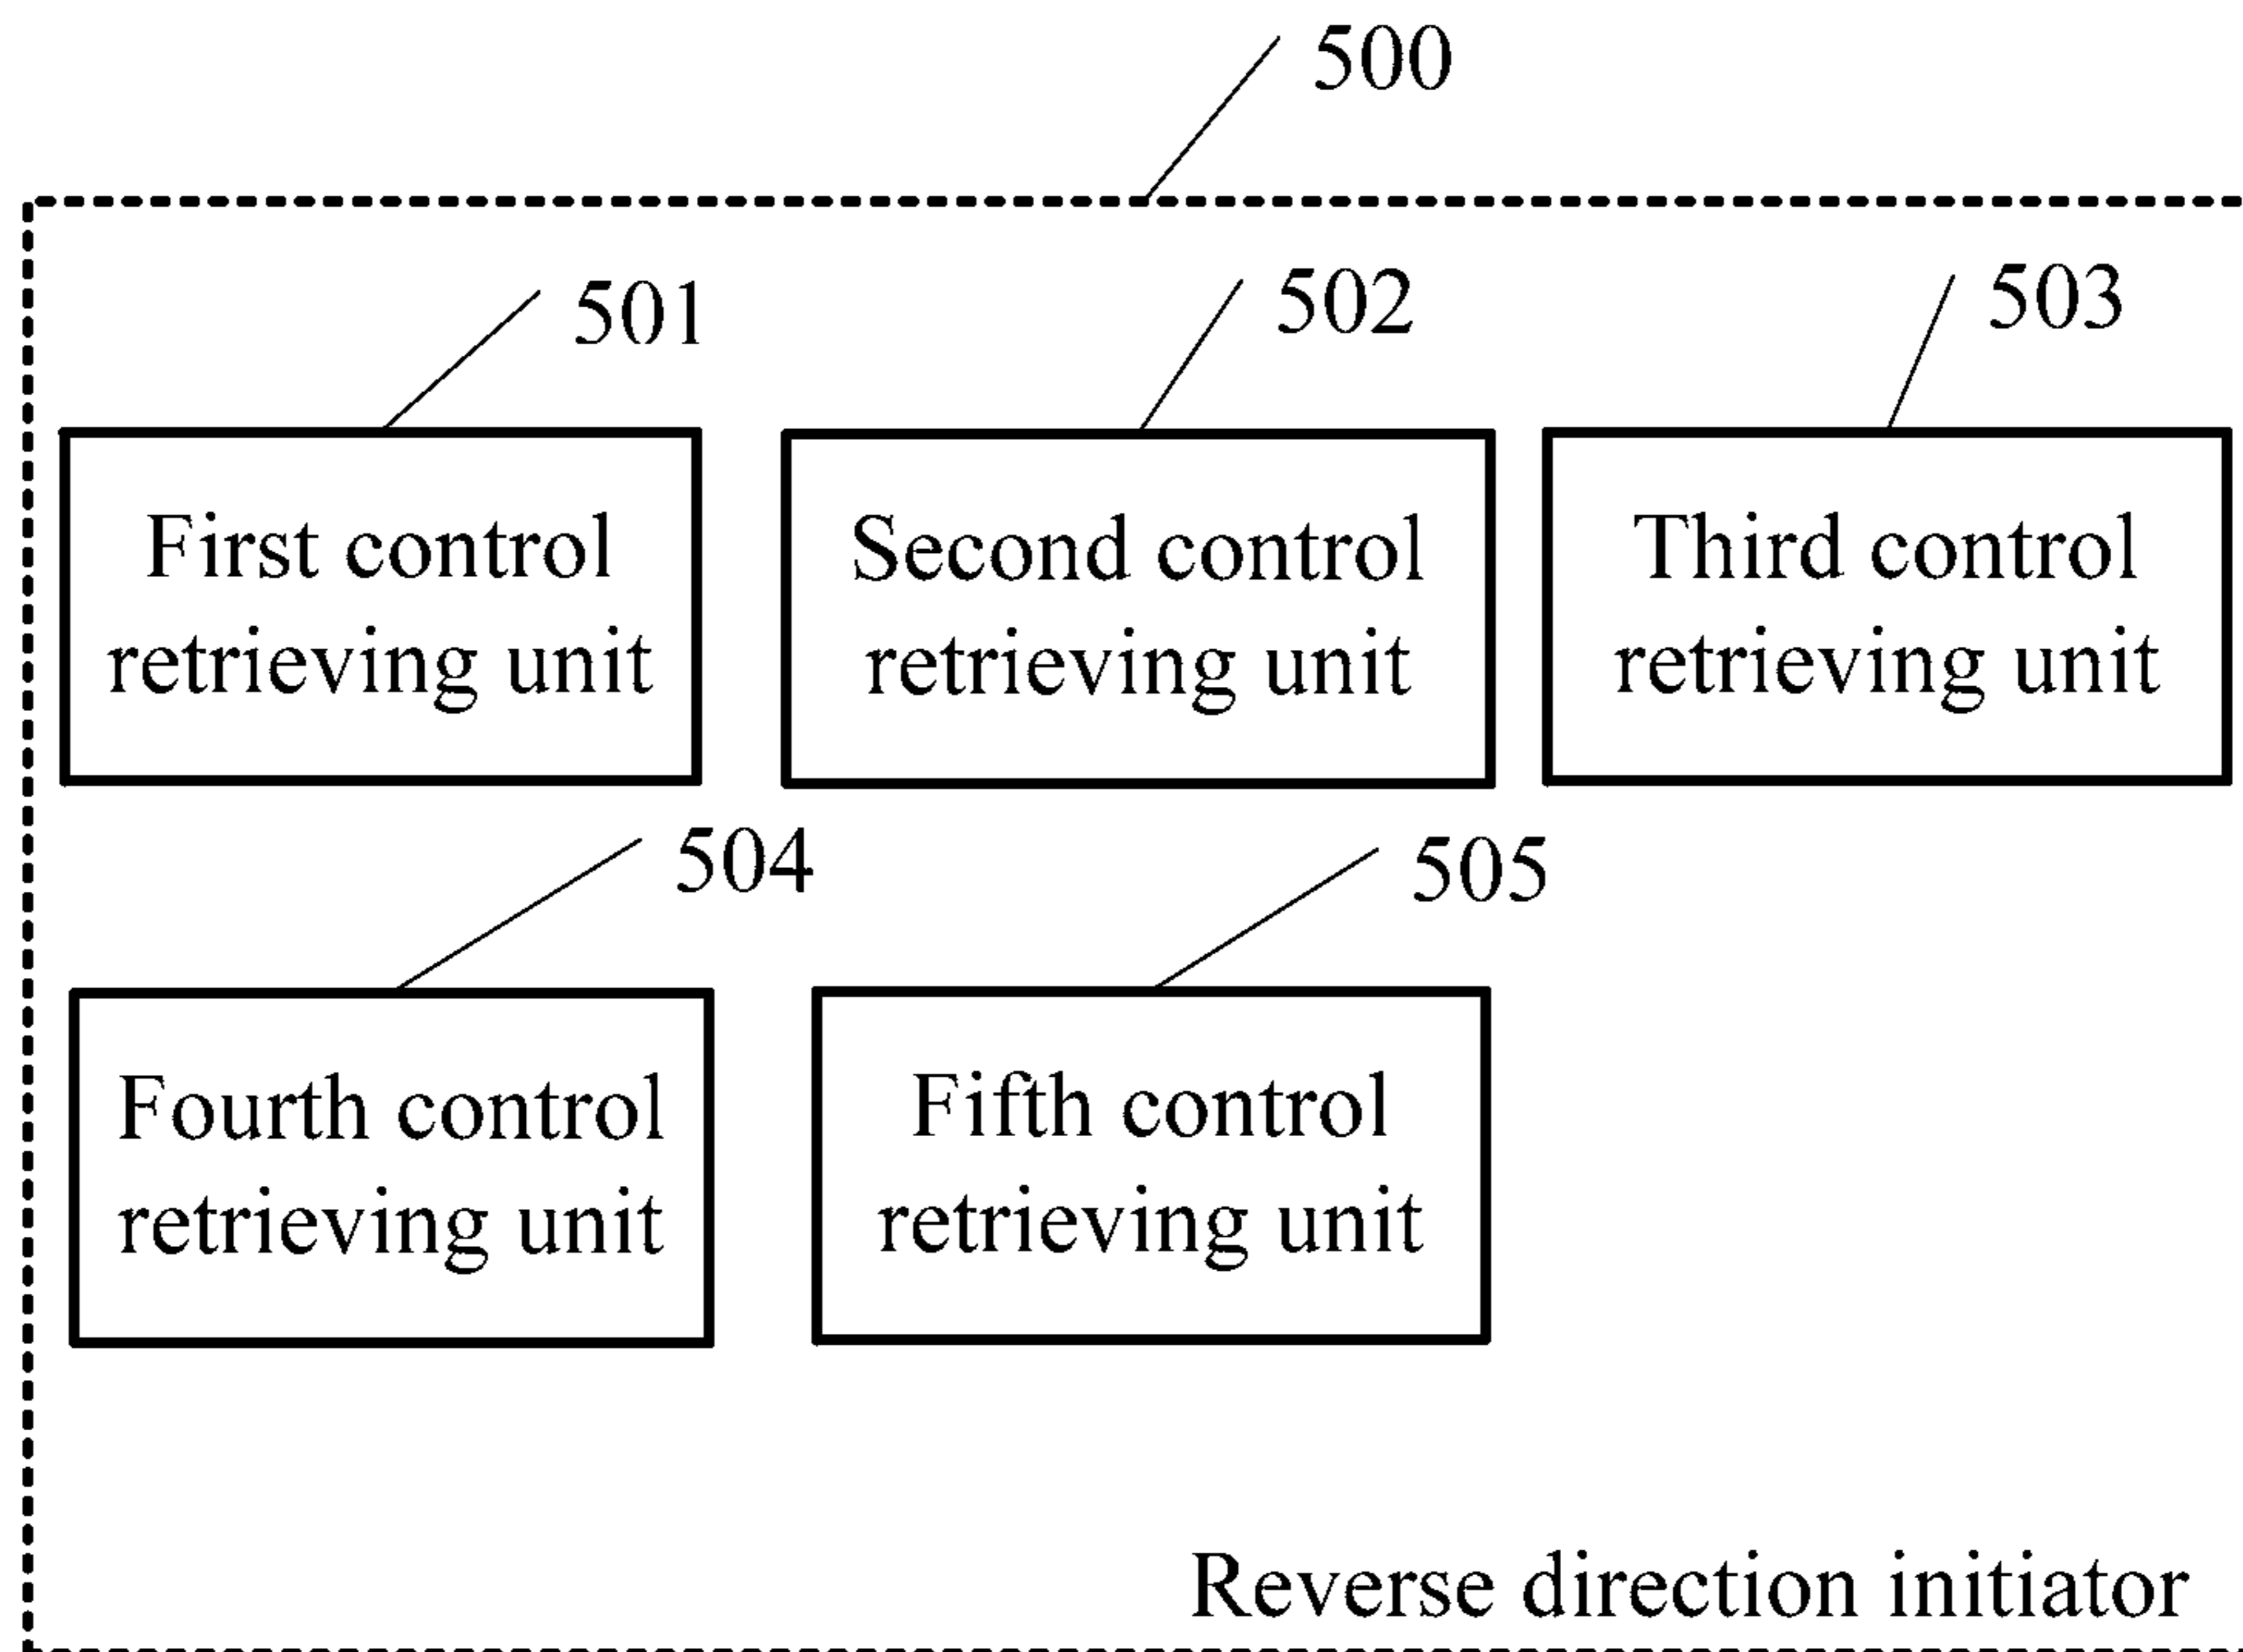 500
501
502
503
First control
retrieving unit
Second control
retrieving unit
Third control
retrieving unit
504
505
Fourth control
retrieving unit
Fifth control
retrieving unit
Reverse direction initiator